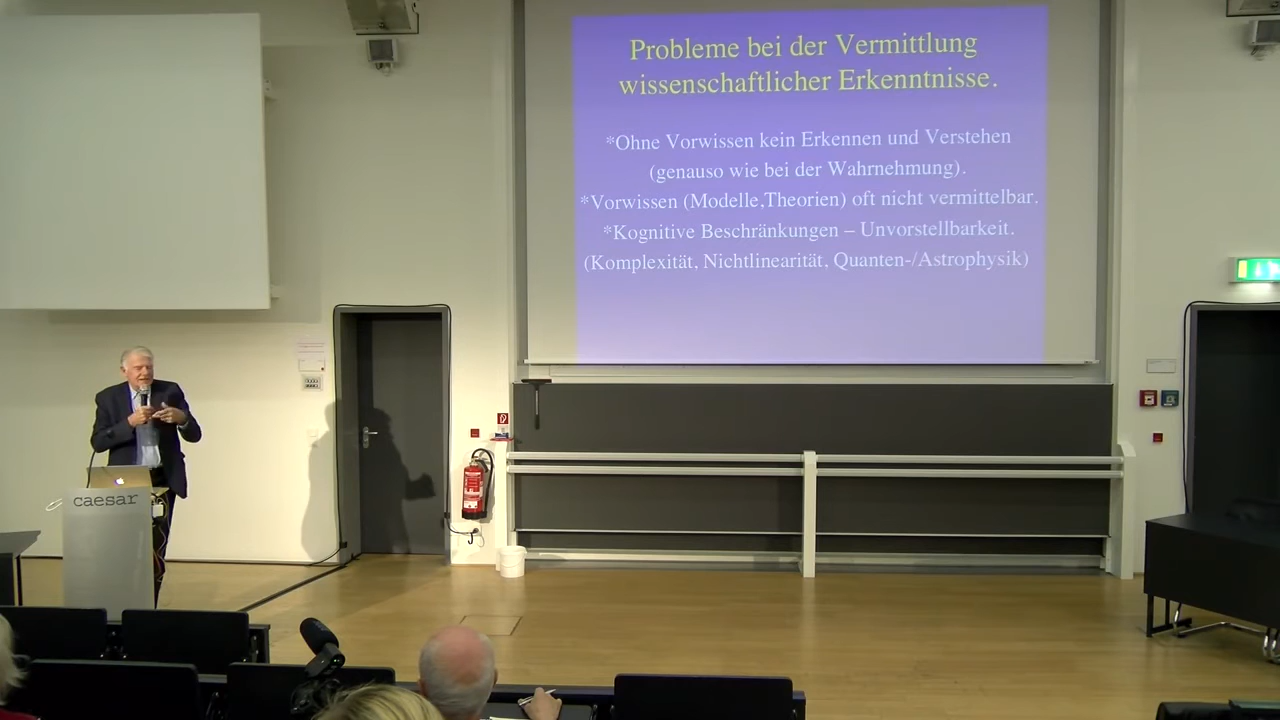 Probleme bei der Vermittlung
wissenschaftlicher Erkenntnisse.
*Ohne Vorwissen kein Erkennen und Verstehen
(genauso wie bei der Wahrnehmung).
*Vorwissen (Modelle,Theorien) oft nicht vermittelbar.
*Kognitive Beschränkungen – Unvorstellbarkeit.
(Komplexität, Nichtlinearität, Quanten-/Astrophysik)
caesar